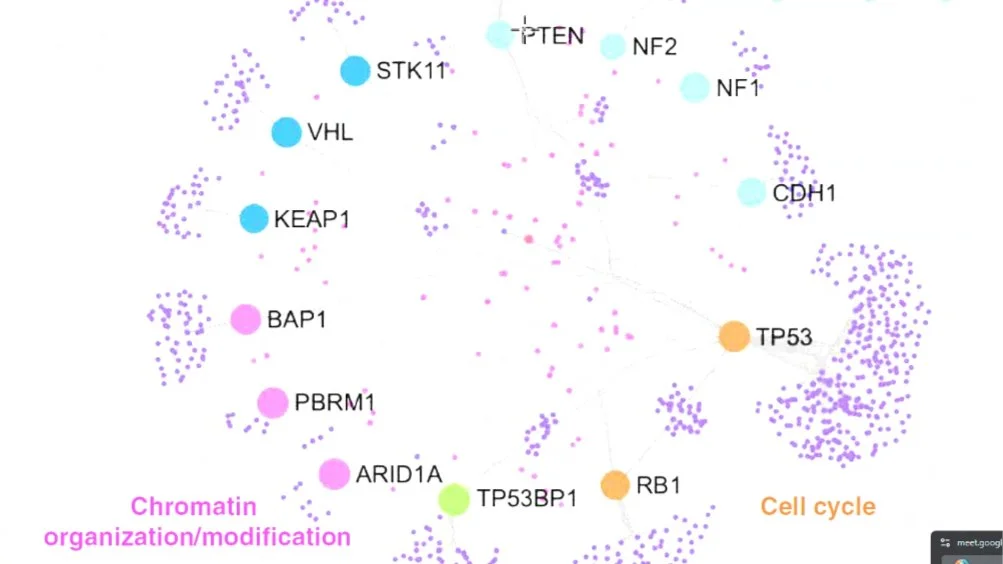 PTEN
NF2
STK11
NF1
VHL
CDH1
KEAP1
BAP1
TP53
PBRM1
ARID1A
RB1
TP53BP1
Chromatin
organization/modification
Cell cycle
meet.googl